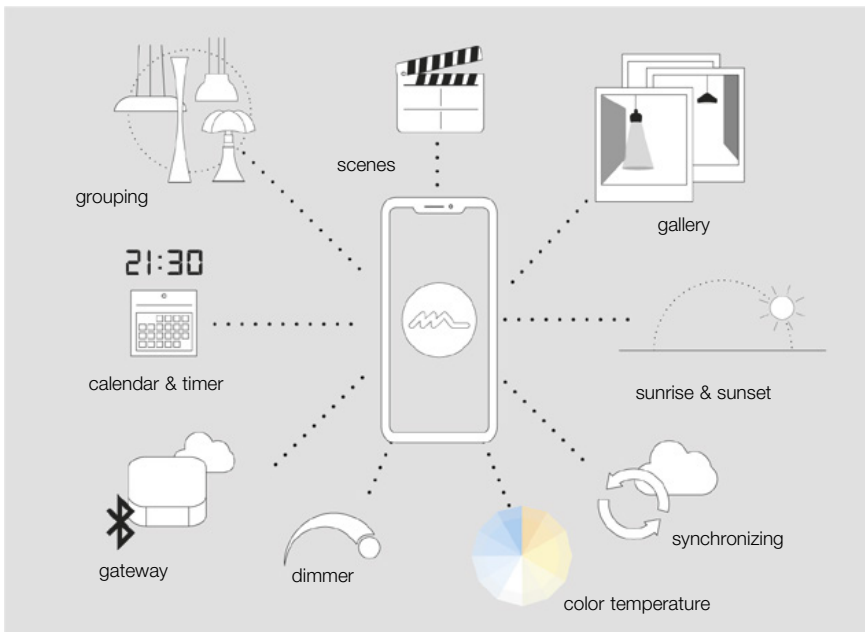 scenes
grouping
gallery
21:30
calendar & timer
sunrise & sunset
gateway
dimmer
synchronizing
color temperature